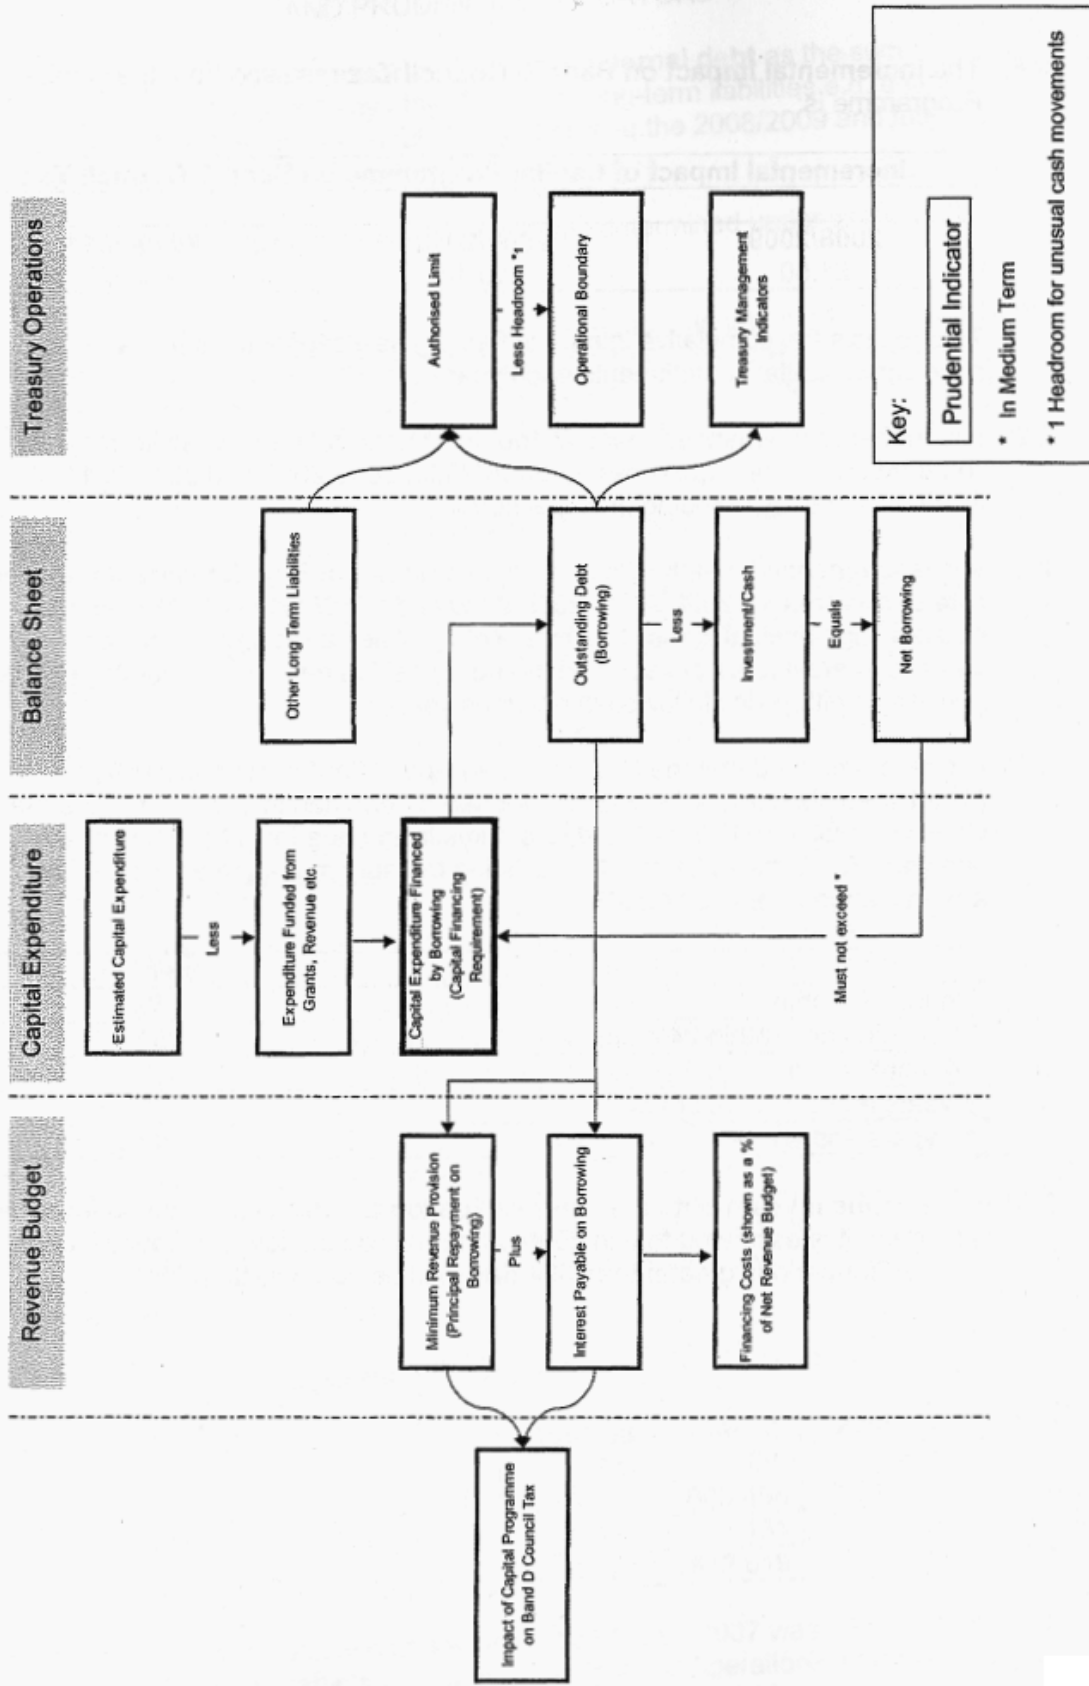 Revenue Budget
Capital Expenditure
Balance Sheet
Treasury Operations
Impact of Capital Programme
on Band D Council Tax
Minimum Revenue Provision
(Principal Repayment on
Borrowing)
Plus
Interest Payable on Borrowing
Financing Costs (shown as a %
of Net Revenue Budget)
Estimated Capital Expenditure
Less
Expenditure Funded from
Grants, Revenue etc.
Capital Expenditure Financed
by Borrowing
(Capital Financing
Requirement)
Must not exceed *
Other Long Term Liabilities
Outstanding Debt
(Borrowing)
Less
Investment/Cash
Equals
Net Borrowing
Authorised Limit
Less Headroom *1
Operational Boundary
Treasury Management
Indicators
Key:
Prudential Indicator
* In Medium Term
* 1 Headroom for unusual cash movements